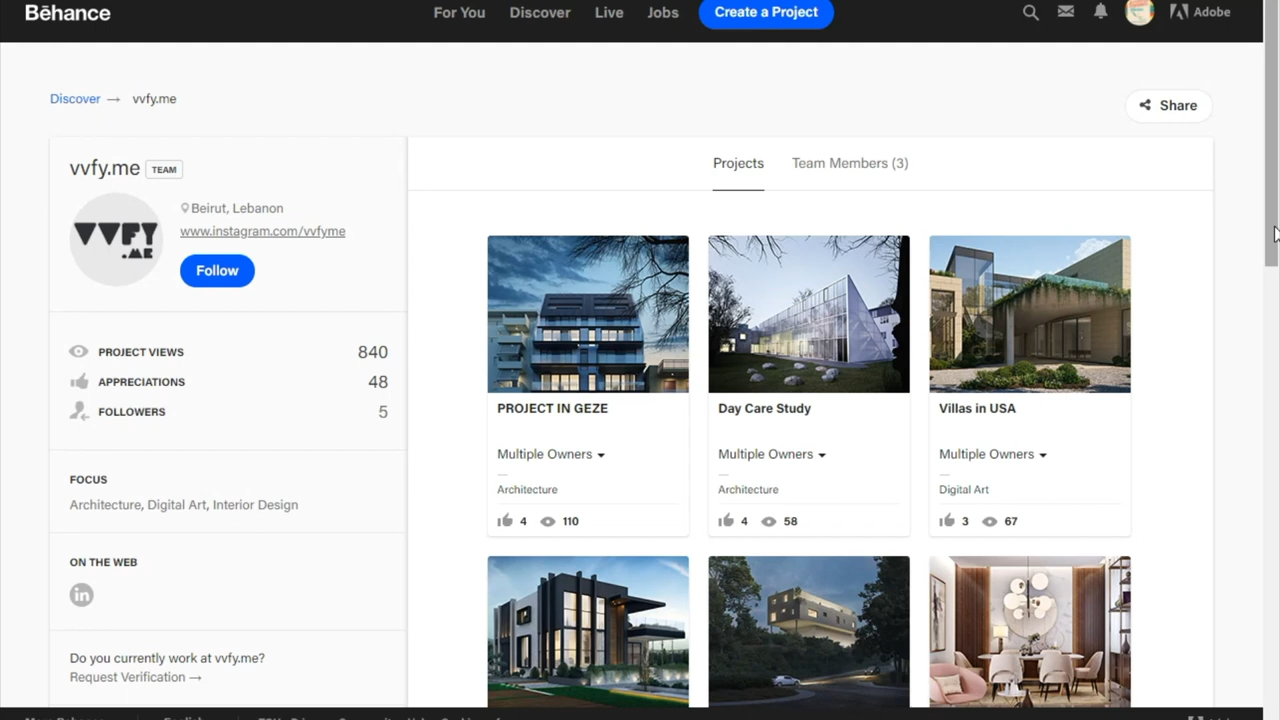 Bēhance
For You Discover Live Jobs Create a Project
Adobe
Discover → vvfy.me
Share
vvfy.me TEAM
VVFY
.ME
Beirut, Lebanon
www.instagram.com/vvfyme
Follow
PROJECT VIEWS 840
APPRECIATIONS 48
FOLLOWERS 5
FOCUS
Architecture, Digital Art, Interior Design
ON THE WEB
in
Do you currently work at vvfy.me?
Request Verification →
Projects Team Members (3)
PROJECT IN GEZE
Multiple Owners
Architecture
4 110
Day Care Study
Multiple Owners
Architecture
4 58
Villas in USA
Multiple Owners
Digital Art
3 67